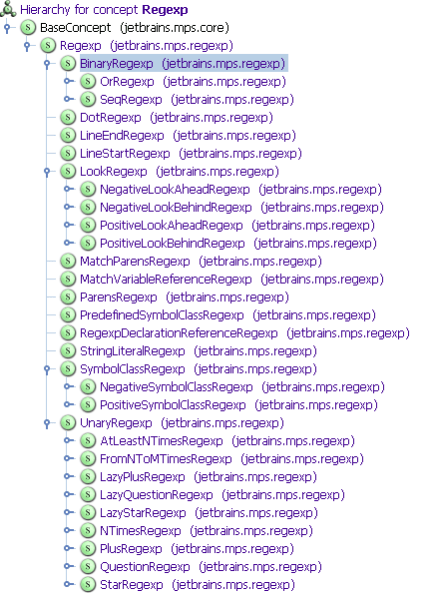 Hierarchy for concept Regexp
S BaseConcept (jetbrains.mps.core)
S Regexp (jetbrains.mps.regexp)
S BinaryRegexp (jetbrains.mps.regexp)
S OrRegexp (jetbrains.mps.regexp)
S SeqRegexp (jetbrains.mps.regexp)
S DotRegexp (jetbrains.mps.regexp)
S LineEndRegexp (jetbrains.mps.regexp)
S LineStartRegexp (jetbrains.mps.regexp)
S LookRegexp (jetbrains.mps.regexp)
S NegativeLookAheadRegexp (jetbrains.mps.regexp)
S NegativeLookBehindRegexp (jetbrains.mps.regexp)
S PositiveLookAheadRegexp (jetbrains.mps.regexp)
S PositiveLookBehindRegexp (jetbrains.mps.regexp)
S MatchParensRegexp (jetbrains.mps.regexp)
S MatchVariableReferenceRegexp (jetbrains.mps.regexp)
S ParensRegexp (jetbrains.mps.regexp)
S PredefinedSymbolClassRegexp (jetbrains.mps.regexp)
S RegexpDeclarationReferenceRegexp (jetbrains.mps.regexp)
S StringLiteralRegexp (jetbrains.mps.regexp)
S SymbolClassRegexp (jetbrains.mps.regexp)
S NegativeSymbolClassRegexp (jetbrains.mps.regexp)
S PositiveSymbolClassRegexp (jetbrains.mps.regexp)
S UnaryRegexp (jetbrains.mps.regexp)
S AtLeastNTimesRegexp (jetbrains.mps.regexp)
S FromNToMTimesRegexp (jetbrains.mps.regexp)
S LazyPlusRegexp (jetbrains.mps.regexp)
S LazyQuestionRegexp (jetbrains.mps.regexp)
S LazyStarRegexp (jetbrains.mps.regexp)
S NTimesRegexp (jetbrains.mps.regexp)
S PlusRegexp (jetbrains.mps.regexp)
S QuestionRegexp (jetbrains.mps.regexp)
S StarRegexp (jetbrains.mps.regexp)